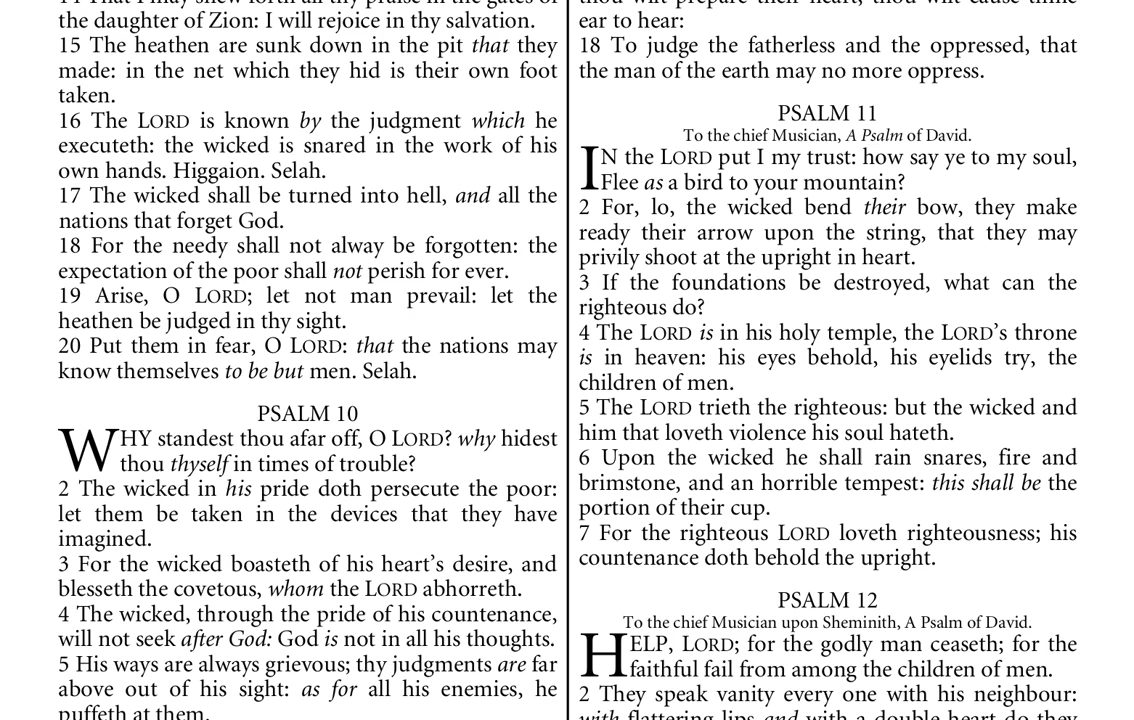 14 That I may shew forth all thy praise in the gates of
the daughter of Zion: I will rejoice in thy salvation.
15 The heathen are sunk down in the pit that they
made: in the net which they hid is their own foot
taken.
16 The LORD is known by the judgment which he
executeth: the wicked is snared in the work of his
own hands. Higgaion. Selah.
17 The wicked shall be turned into hell, and all the
nations that forget God.
18 For the needy shall not alway be forgotten: the
expectation of the poor shall not perish for ever.
19 Arise, O LORD; let not man prevail: let the
heathen be judged in thy sight.
20 Put them in fear, O LORD: that the nations may
know themselves to be but men. Selah.
PSALM 10
WHY standest thou afar off, O LORD? why hidest
thou thyself in times of trouble?
2 The wicked in his pride doth persecute the poor:
let them be taken in the devices that they have
imagined.
3 For the wicked boasteth of his heart’s desire, and
blesseth the covetous, whom the LORD abhorreth.
4 The wicked, through the pride of his countenance,
will not seek after God: God is not in all his thoughts.
5 His ways are always grievous; thy judgments are far
above out of his sight: as for all his enemies, he
puffeth at them.
thou wilt prepare their heart, thou wilt cause thine
ear to hear:
18 To judge the fatherless and the oppressed, that
the man of the earth may no more oppress.
PSALM 11
To the chief Musician, A Psalm of David.
IN the LORD put I my trust: how say ye to my soul,
Flee as a bird to your mountain?
2 For, lo, the wicked bend their bow, they make
ready their arrow upon the string, that they may
privily shoot at the upright in heart.
3 If the foundations be destroyed, what can the
righteous do?
4 The LORD is in his holy temple, the LORD’s throne
is in heaven: his eyes behold, his eyelids try, the
children of men.
5 The LORD trieth the righteous: but the wicked and
him that loveth violence his soul hateth.
6 Upon the wicked he shall rain snares, fire and
brimstone, and an horrible tempest: this shall be the
portion of their cup.
7 For the righteous LORD loveth righteousness; his
countenance doth behold the upright.
PSALM 12
To the chief Musician upon Sheminith, A Psalm of David.
HELP, LORD; for the godly man ceaseth; for the
faithful fail from among the children of men.
2 They speak vanity every one with his neighbour:
with flattering lips and with a double heart do they